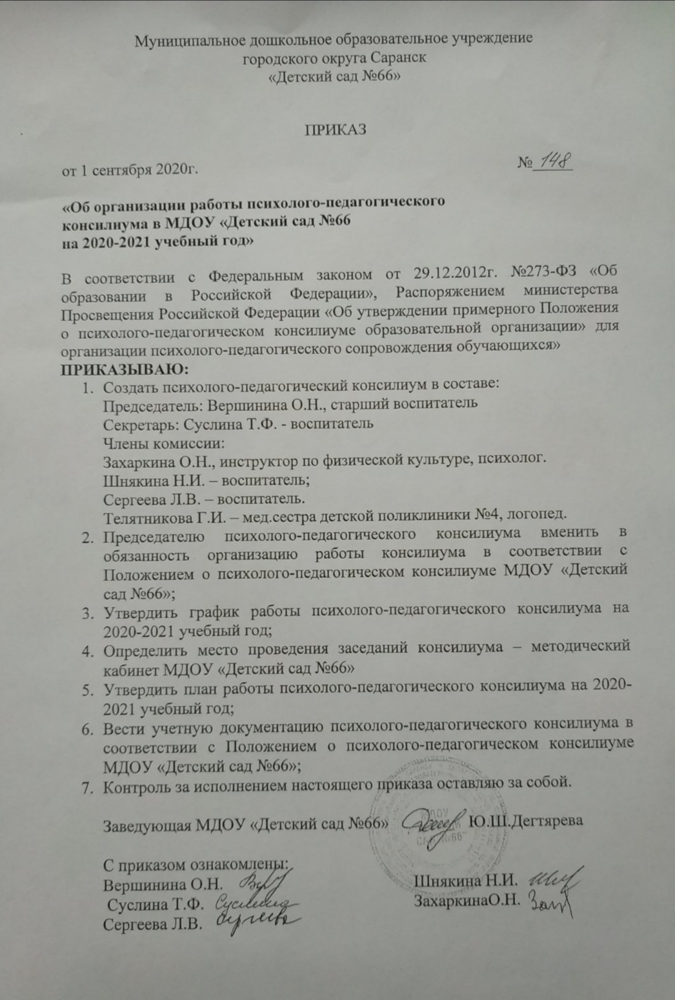 Муниципальное дошкольное образовательное учреждение
городского округа Саранск
«Детский сад №66»
ПРИКАЗ
от 1 сентября 2020г.
№ 148
«Об организации работы психолого-педагогического
консилиума в МДОУ «Детский сад №66
на 2020-2021 учебный год»
В соответствии с Федеральным законом от 29.12.2012г. №273-ФЗ «Об
образовании в Российской Федерации», Распоряжением министерства
Просвещения Российской Федерации «Об утверждении примерного Положения
о психолого-педагогическом консилиуме образовательной организации» для
организации психолого-педагогического сопровождения обучающихся»
ПРИКАЗЫВАЮ:
1. Создать психолого-педагогический консилиум в составе:
Председатель: Вершинина О.Н., старший воспитатель
Секретарь: Суслина Т.Ф. - воспитатель
Члены комиссии:
Захаркина О.Н., инструктор по физической культуре, психолог.
Шнякина Н.И. – воспитатель;
Сергеева Л.В. – воспитатель.
Телятникова Г.И. – мед.сестра детской поликлиники №4, логопед.
2. Председателю психолого-педагогического консилиума вменить в
обязанность организацию работы консилиума в соответствии с
Положением о психолого-педагогическом консилиуме МДОУ «Детский
сад №66»;
3. Утвердить график работы психолого-педагогического консилиума на
2020-2021 учебный год;
4. Определить место проведения заседаний консилиума – методический
кабинет МДОУ «Детский сад №66»
5. Утвердить план работы психолого-педагогического консилиума на 2020-
2021 учебный год;
6. Вести учетную документацию психолого-педагогического консилиума в
соответствии с Положением о психолого-педагогическом консилиуме
МДОУ «Детский сад №66»;
7. Контроль за исполнением настоящего приказа оставляю за собой.
Заведующая МДОУ «Детский сад №66» Ю.Ш.Дегтярева
С приказом ознакомлены:
Вершинина О.Н.
Суслина Т.Ф. Суслина
Сергеева Л.В. Сергеева
Шнякина Н.И.
ЗахаркинаО.Н.